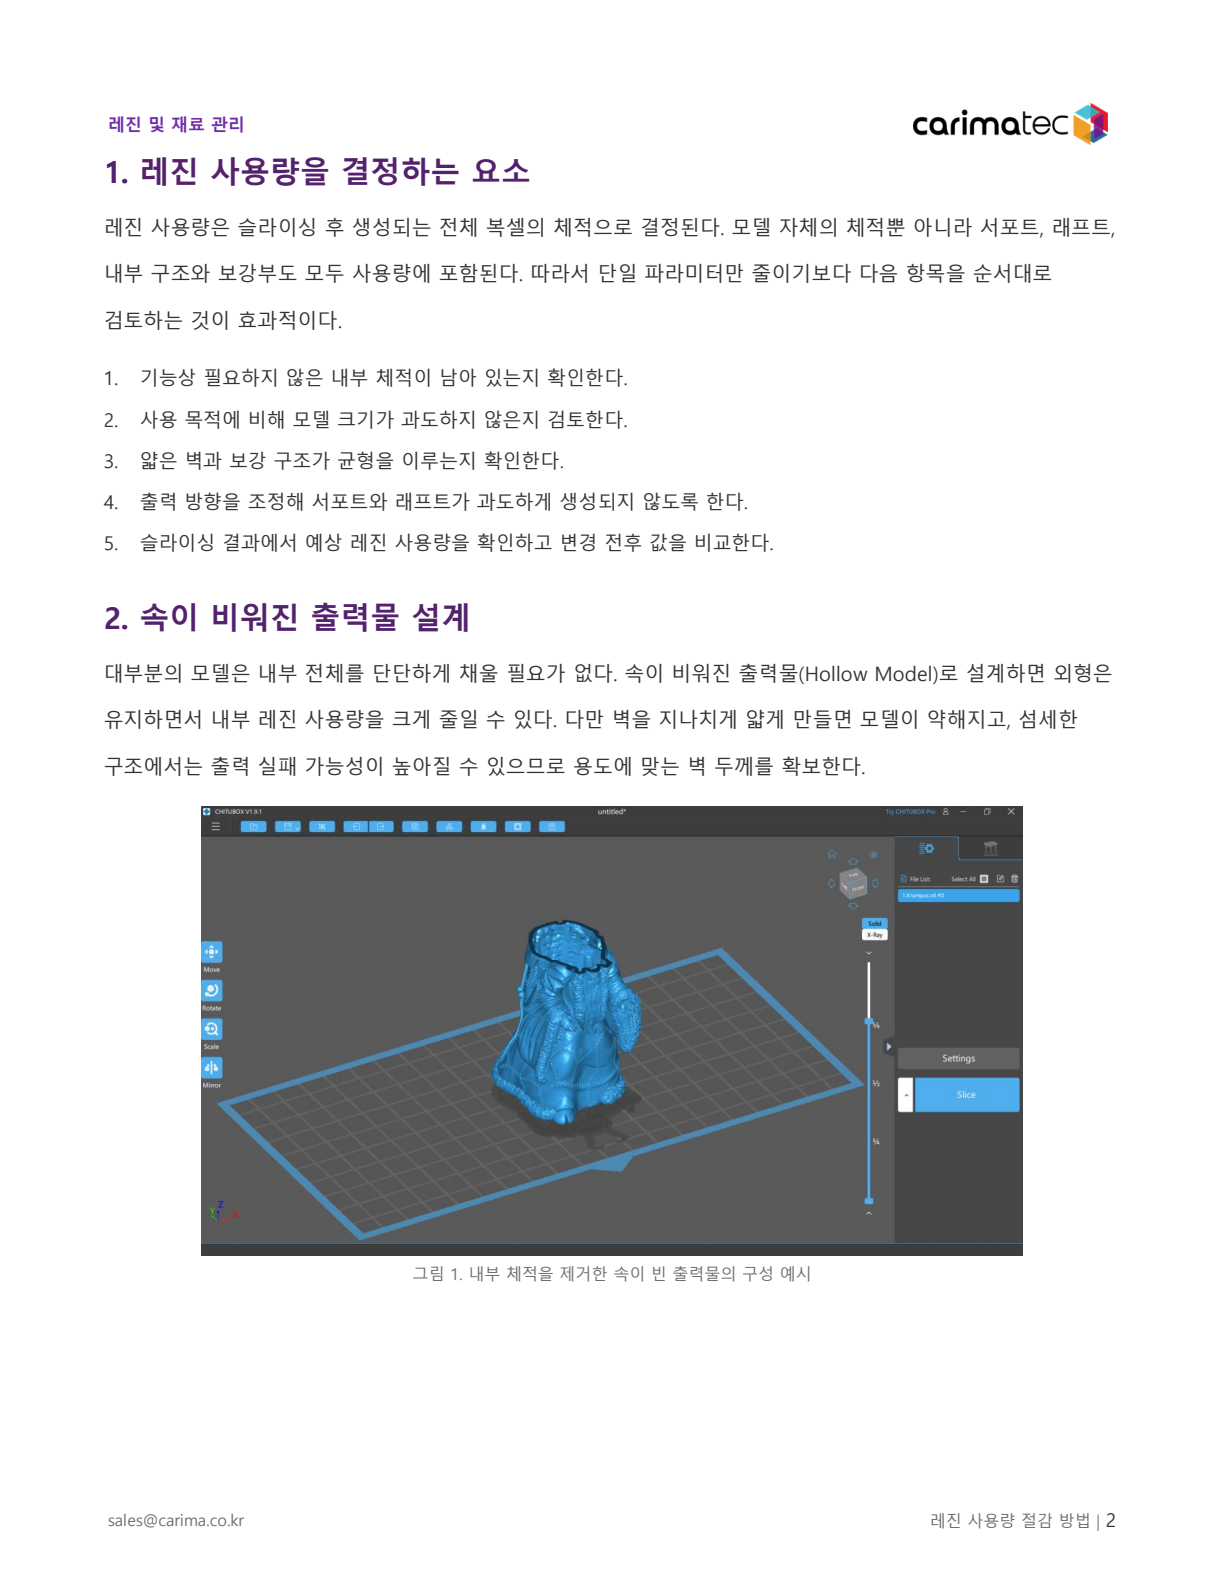 레진 및 재료 관리
carimatec
1. 레진 사용량을 결정하는 요소
레진 사용량은 슬라이싱 후 생성되는 전체 복셀의 체적으로 결정된다. 모델 자체의 체적뿐 아니라 서포트, 래프트,
내부 구조와 보강부도 모두 사용량에 포함된다. 따라서 단일 파라미터만 줄이기보다 다음 항목을 순서대로
검토하는 것이 효과적이다.
1. 기능상 필요하지 않은 내부 체적이 남아 있는지 확인한다.
2. 사용 목적에 비해 모델 크기가 과도하지 않은지 검토한다.
3. 얇은 벽과 보강 구조가 균형을 이루는지 확인한다.
4. 출력 방향을 조정해 서포트와 래프트가 과도하게 생성되지 않도록 한다.
5. 슬라이싱 결과에서 예상 레진 사용량을 확인하고 변경 전후 값을 비교한다.
2. 속이 비워진 출력물 설계
대부분의 모델은 내부 전체를 단단하게 채울 필요가 없다. 속이 비워진 출력물(Hollow Model)로 설계하면 외형은
유지하면서 내부 레진 사용량을 크게 줄일 수 있다. 다만 벽을 지나치게 얇게 만들면 모델이 약해지고, 섬세한
구조에서는 출력 실패 가능성이 높아질 수 있으므로 용도에 맞는 벽 두께를 확보한다.
CHITUBOX V1.9.1
untitled*
Try CHITUBOX Pro
File List
Select All
1.Krampus.stl #0
Solid
X-Ray
Move
Rotate
Scale
Mirror
¾
½
¼
Settings
Slice
Z
Y
X
그림 1. 내부 체적을 제거한 속이 빈 출력물의 구성 예시
sales@carima.co.kr
레진 사용량 절감 방법 | 2